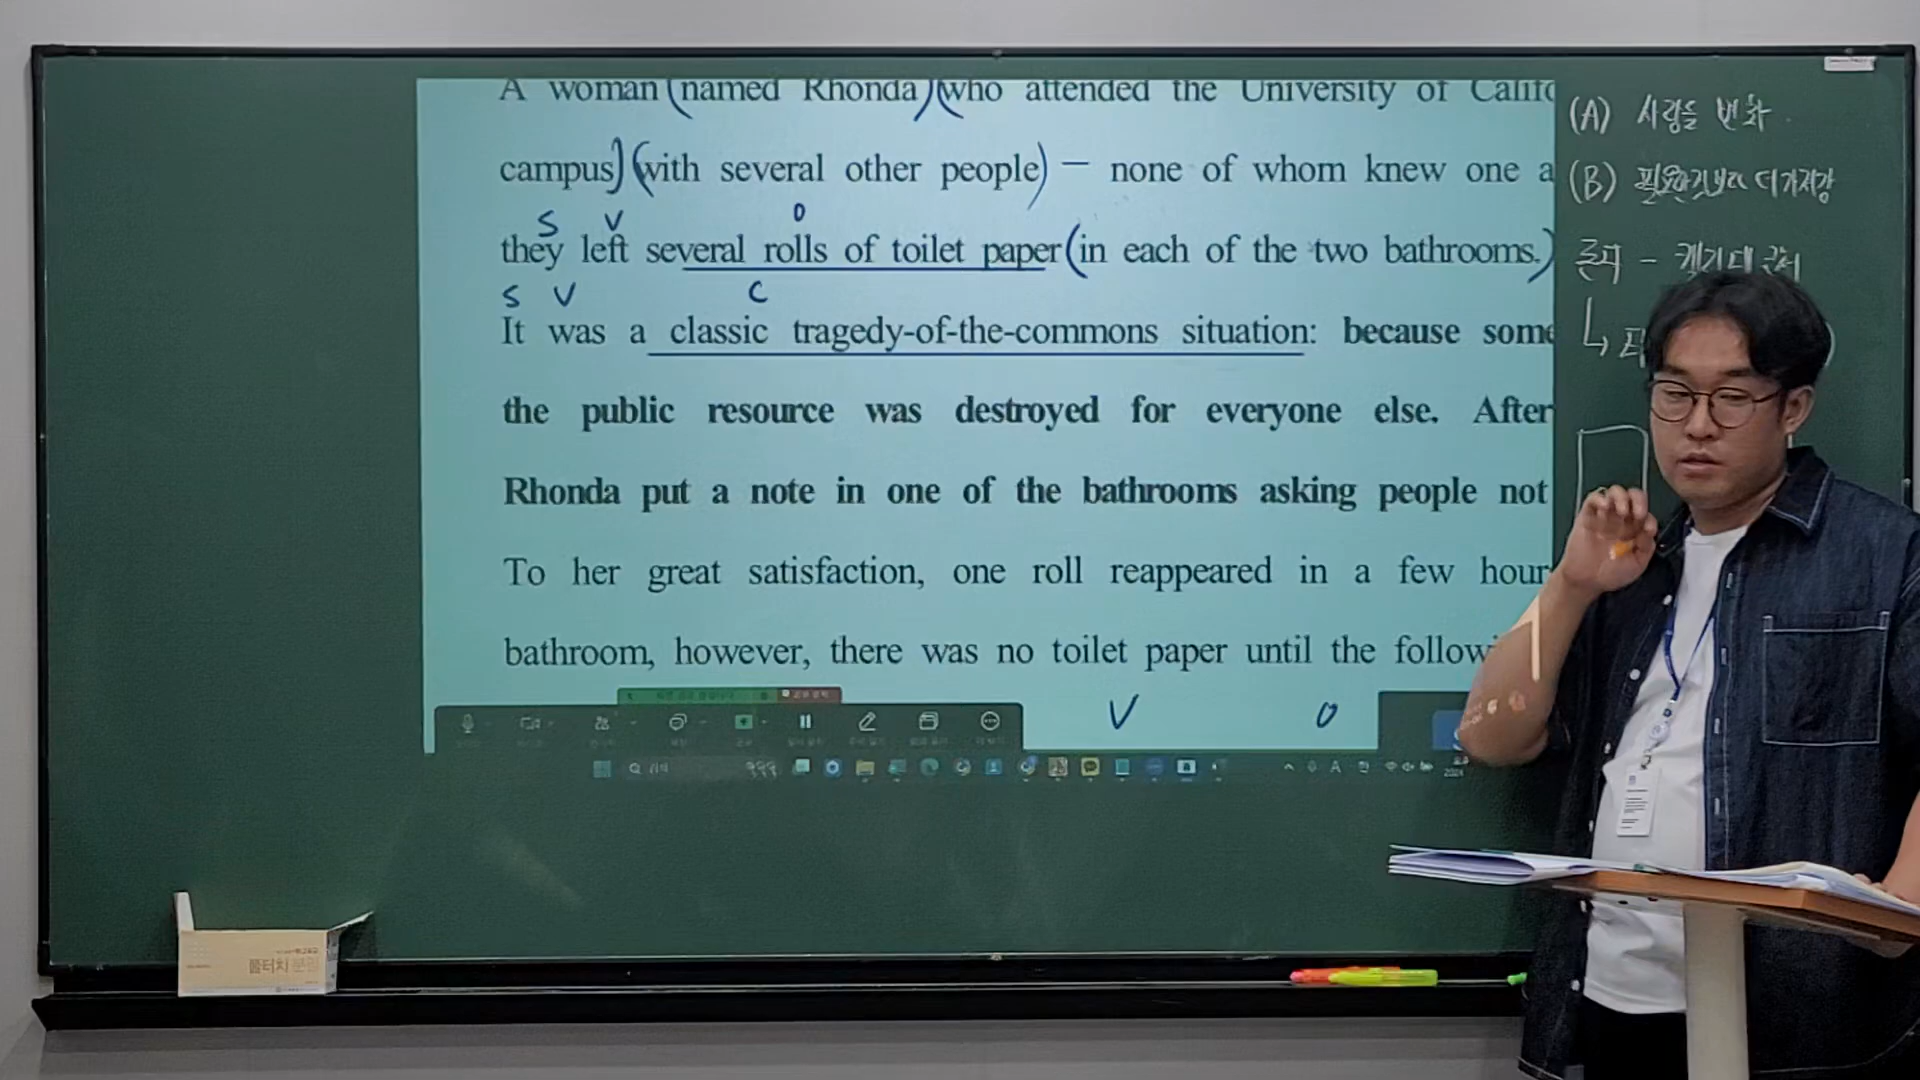 A woman (named Rhonda) (who attended the University of Califo
campus) (with several other people) — none of whom knew one a
S V O
they left several rolls of toilet paper (in each of the two bathrooms.)
S V C
It was a classic tragedy-of-the-commons situation: because some
the public resource was destroyed for everyone else. After
Rhonda put a note in one of the bathrooms asking people not
To her great satisfaction, one roll reappeared in a few hour
bathroom, however, there was no toilet paper until the follow
V O
(A) 사람들 변화
(B) 필요한것보다 더 가져감
물터치